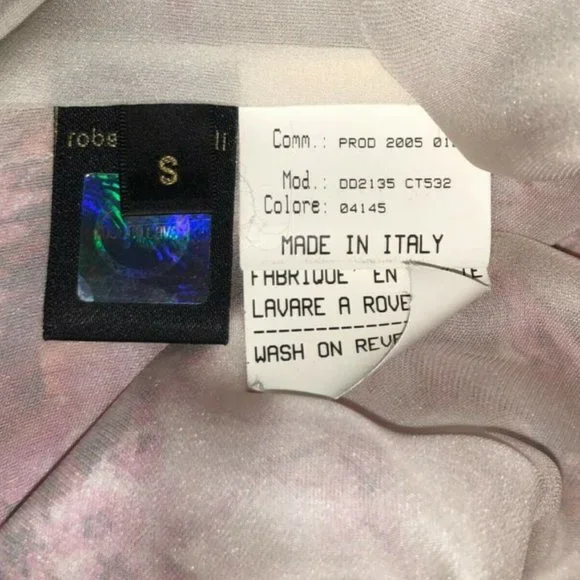 robe
li
S
Comm.: PROD 2005
Mod.: DD2135 CT532
Colore: 04145
MADE IN ITALY
FABRIQUE EN
LAVARE A ROVE
WASH ON REVE